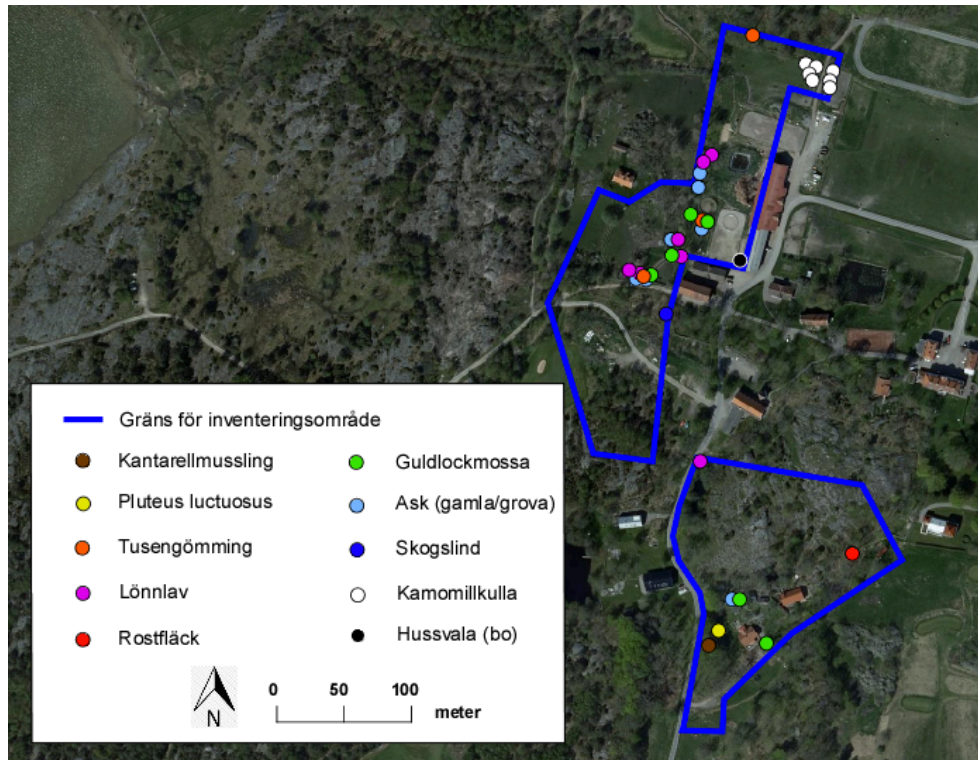 Gräns för inventeringsområde
Kantarellmussling
Pluteus luctuosus
Tusengömming
Lönnlav
Rostfläck
Guldlockmossa
Ask (gamla/grova)
Skogslind
Kamomillkulla
Hussvala (bo)
N
0 50 100
meter